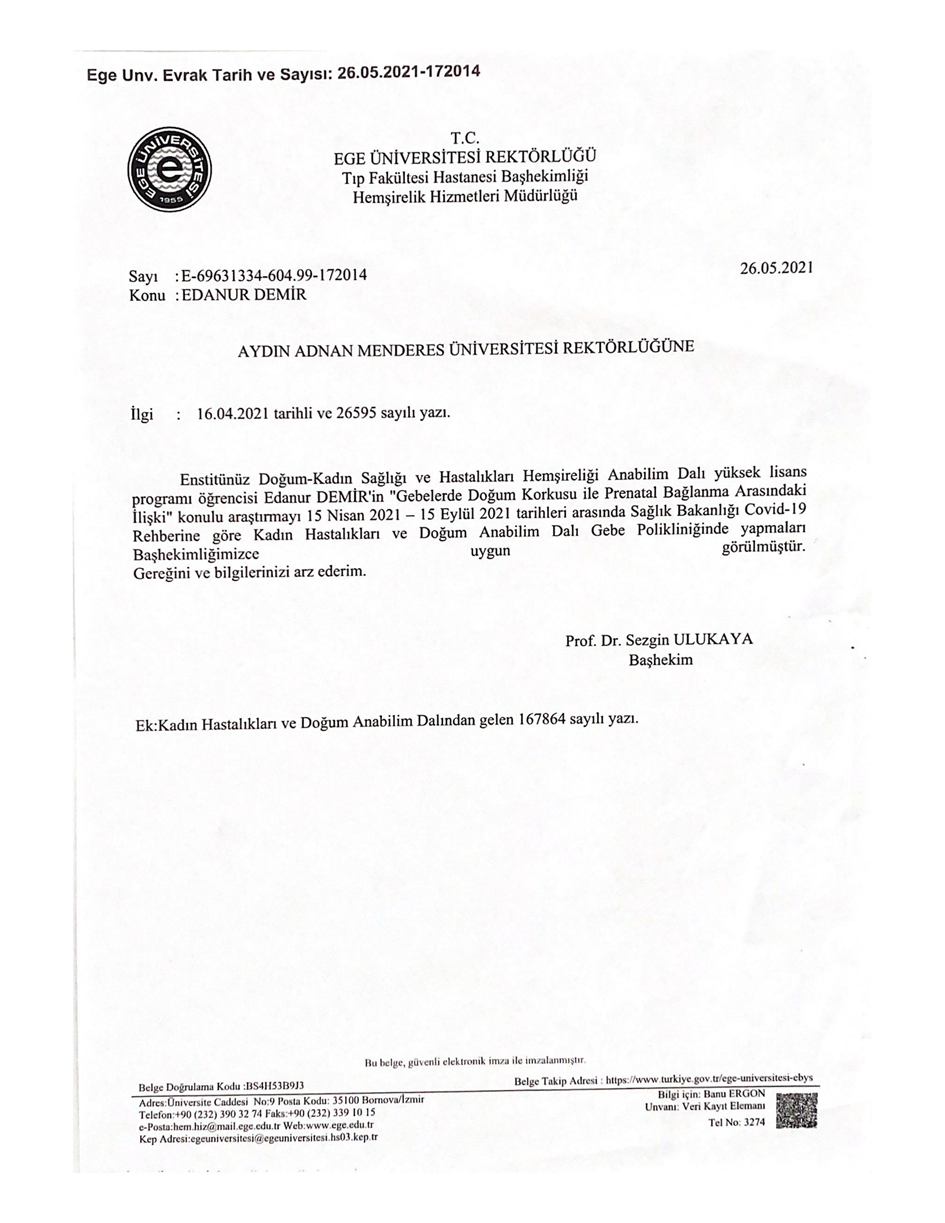 Ege Unv. Evrak Tarih ve Sayısı: 26.05.2021-172014
EGE ÜNİVERSİTESİ
e
1955
T.C.
EGE ÜNİVERSİTESİ REKTÖRLÜĞÜ
Tıp Fakültesi Hastanesi Başhekimliği
Hemşirelik Hizmetleri Müdürlüğü
Sayı :E-69631334-604.99-172014
26.05.2021
Konu :EDANUR DEMİR
AYDIN ADNAN MENDERES ÜNİVERSİTESİ REKTÖRLÜĞÜNE
İlgi : 16.04.2021 tarihli ve 26595 sayılı yazı.
Enstitünüz Doğum-Kadın Sağlığı ve Hastalıkları Hemşireliği Anabilim Dalı yüksek lisans
programı öğrencisi Edanur DEMİR'in "Gebelerde Doğum Korkusu ile Prenatal Bağlanma Arasındaki
İlişki" konulu araştırmayı 15 Nisan 2021 – 15 Eylül 2021 tarihleri arasında Sağlık Bakanlığı Covid-19
Rehberine göre Kadın Hastalıkları ve Doğum Anabilim Dalı Gebe Polikliniğinde yapmaları
Başhekimliğimizce uygun görülmüştür.
Gereğini ve bilgilerinizi arz ederim.
Prof. Dr. Sezgin ULUKAYA
Başhekim
Ek:Kadın Hastalıkları ve Doğum Anabilim Dalından gelen 167864 sayılı yazı.
Bu belge, güvenli elektronik imza ile imzalanmıştır.
Belge Doğrulama Kodu :BS4H53B9J3
Belge Takip Adresi : https://www.turkiye.gov.tr/ege-universitesi-ebys
Adres:Üniversite Caddesi No:9 Posta Kodu: 35100 Bornova/İzmir
Telefon:+90 (232) 390 32 74 Faks:+90 (232) 339 10 15
e-Posta:hem.hiz@mail.ege.edu.tr Web:www.ege.edu.tr
Kep Adresi:egeuniversitesi@egeuniversitesi.hs03.kep.tr
Bilgi için: Banu ERGON
Unvanı: Veri Kayıt Elemanı
Tel No: 3274